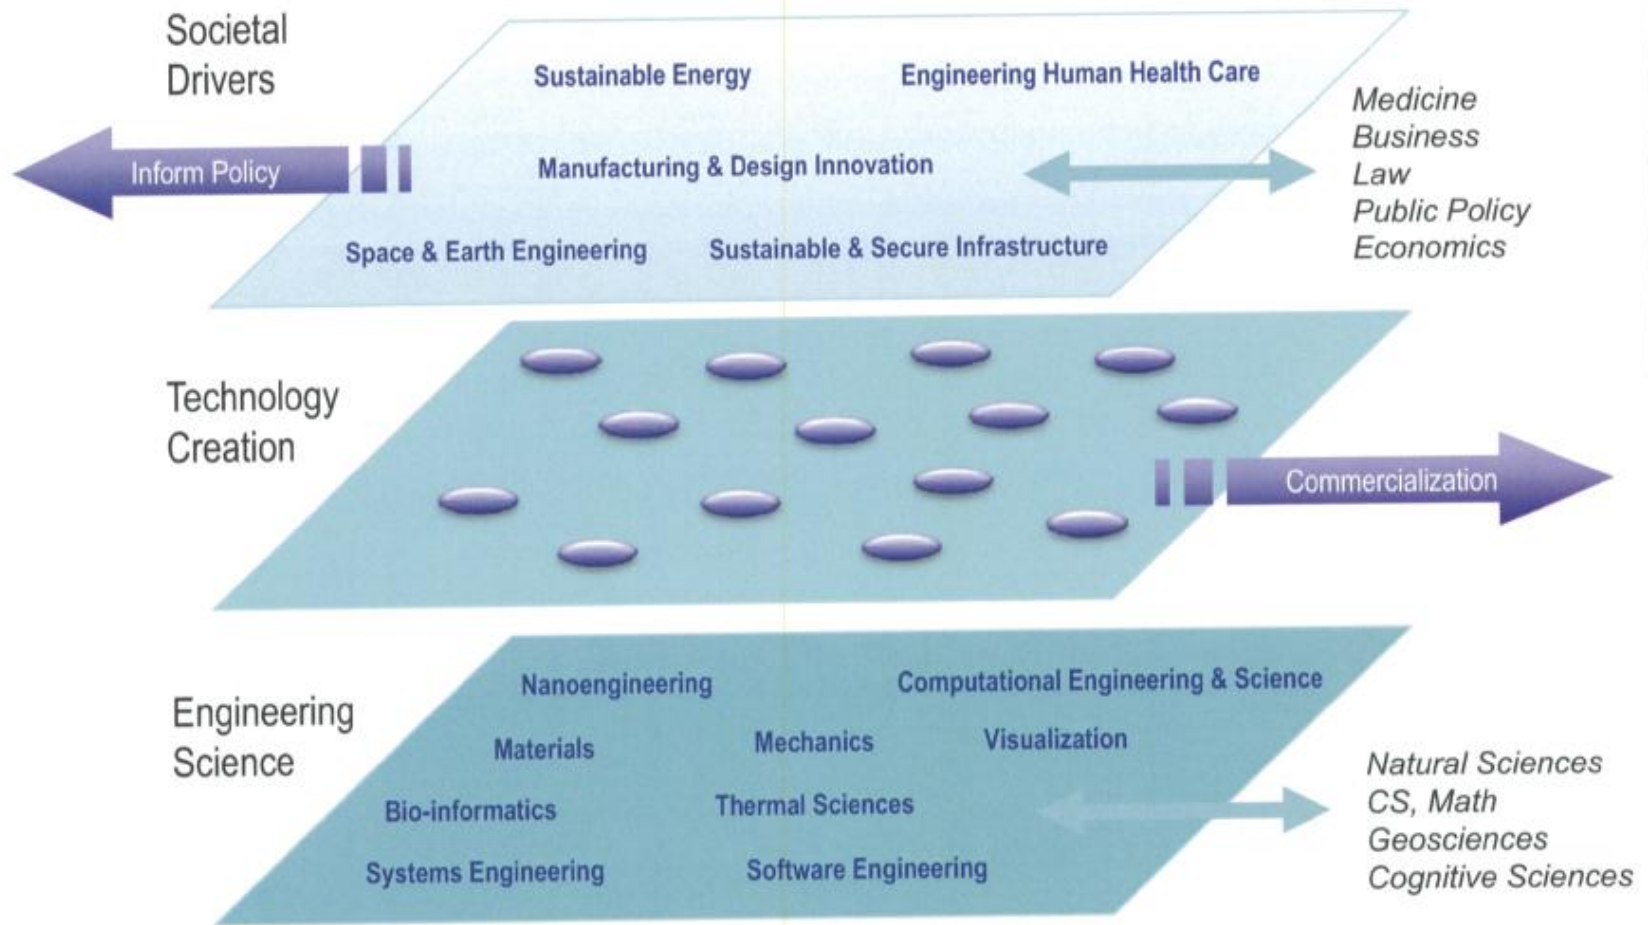 Societal
Drivers
Sustainable Energy
Engineering Human Health Care
Inform Policy
Manufacturing & Design Innovation
Space & Earth Engineering
Sustainable & Secure Infrastructure
Medicine
Business
Law
Public Policy
Economics
Technology
Creation
Commercialization
Engineering
Science
Nanoengineering
Computational Engineering & Science
Materials
Mechanics
Visualization
Bio-informatics
Thermal Sciences
Systems Engineering
Software Engineering
Natural Sciences
CS, Math
Geosciences
Cognitive Sciences